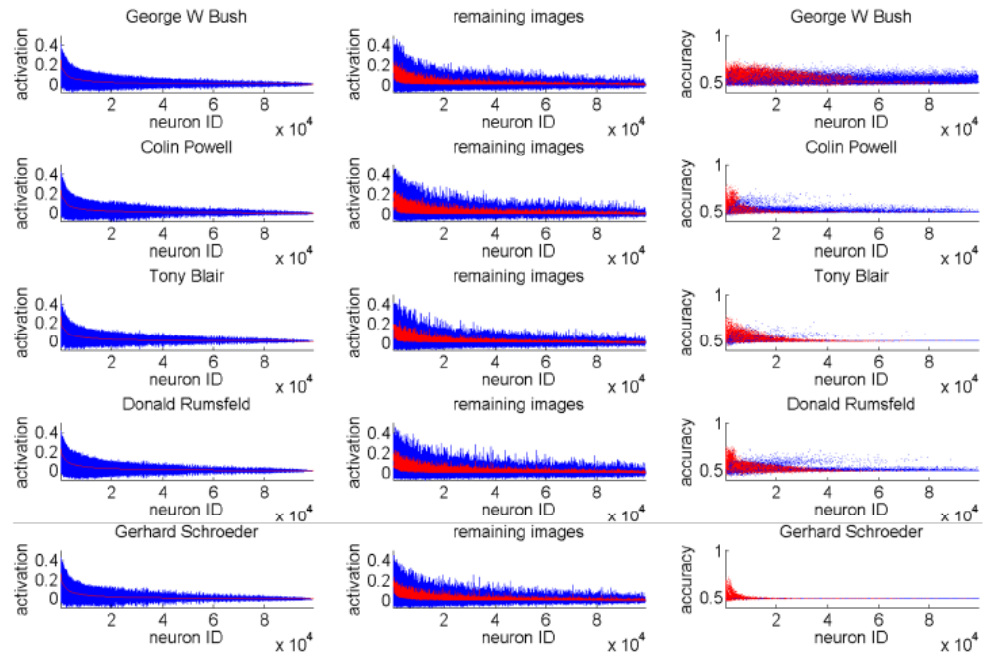 George W Bush
remaining images
George W Bush
activation
0.4
0.2
0
2 4 6 8
neuron ID
x 10^4
activation
0.4
0.2
0
2 4 6 8
neuron ID
x 10^4
accuracy
1
0.5
2 4 6 8
neuron ID
x 10^4
Colin Powell
remaining images
Colin Powell
activation
0.4
0.2
0
2 4 6 8
neuron ID
x 10^4
activation
0.4
0.2
0
2 4 6 8
neuron ID
x 10^4
accuracy
1
0.5
2 4 6 8
neuron ID
x 10^4
Tony Blair
remaining images
Tony Blair
activation
0.4
0.2
0
2 4 6 8
neuron ID
x 10^4
activation
0.4
0.2
0
2 4 6 8
neuron ID
x 10^4
accuracy
1
0.5
2 4 6 8
neuron ID
x 10^4
Donald Rumsfeld
remaining images
Donald Rumsfeld
activation
0.4
0.2
0
2 4 6 8
neuron ID
x 10^4
activation
0.4
0.2
0
2 4 6 8
neuron ID
x 10^4
accuracy
1
0.5
2 4 6 8
neuron ID
x 10^4
Gerhard Schroeder
remaining images
Gerhard Schroeder
activation
0.4
0.2
0
2 4 6 8
neuron ID
x 10^4
activation
0.4
0.2
0
2 4 6 8
neuron ID
x 10^4
accuracy
1
0.5
2 4 6 8
neuron ID
x 10^4